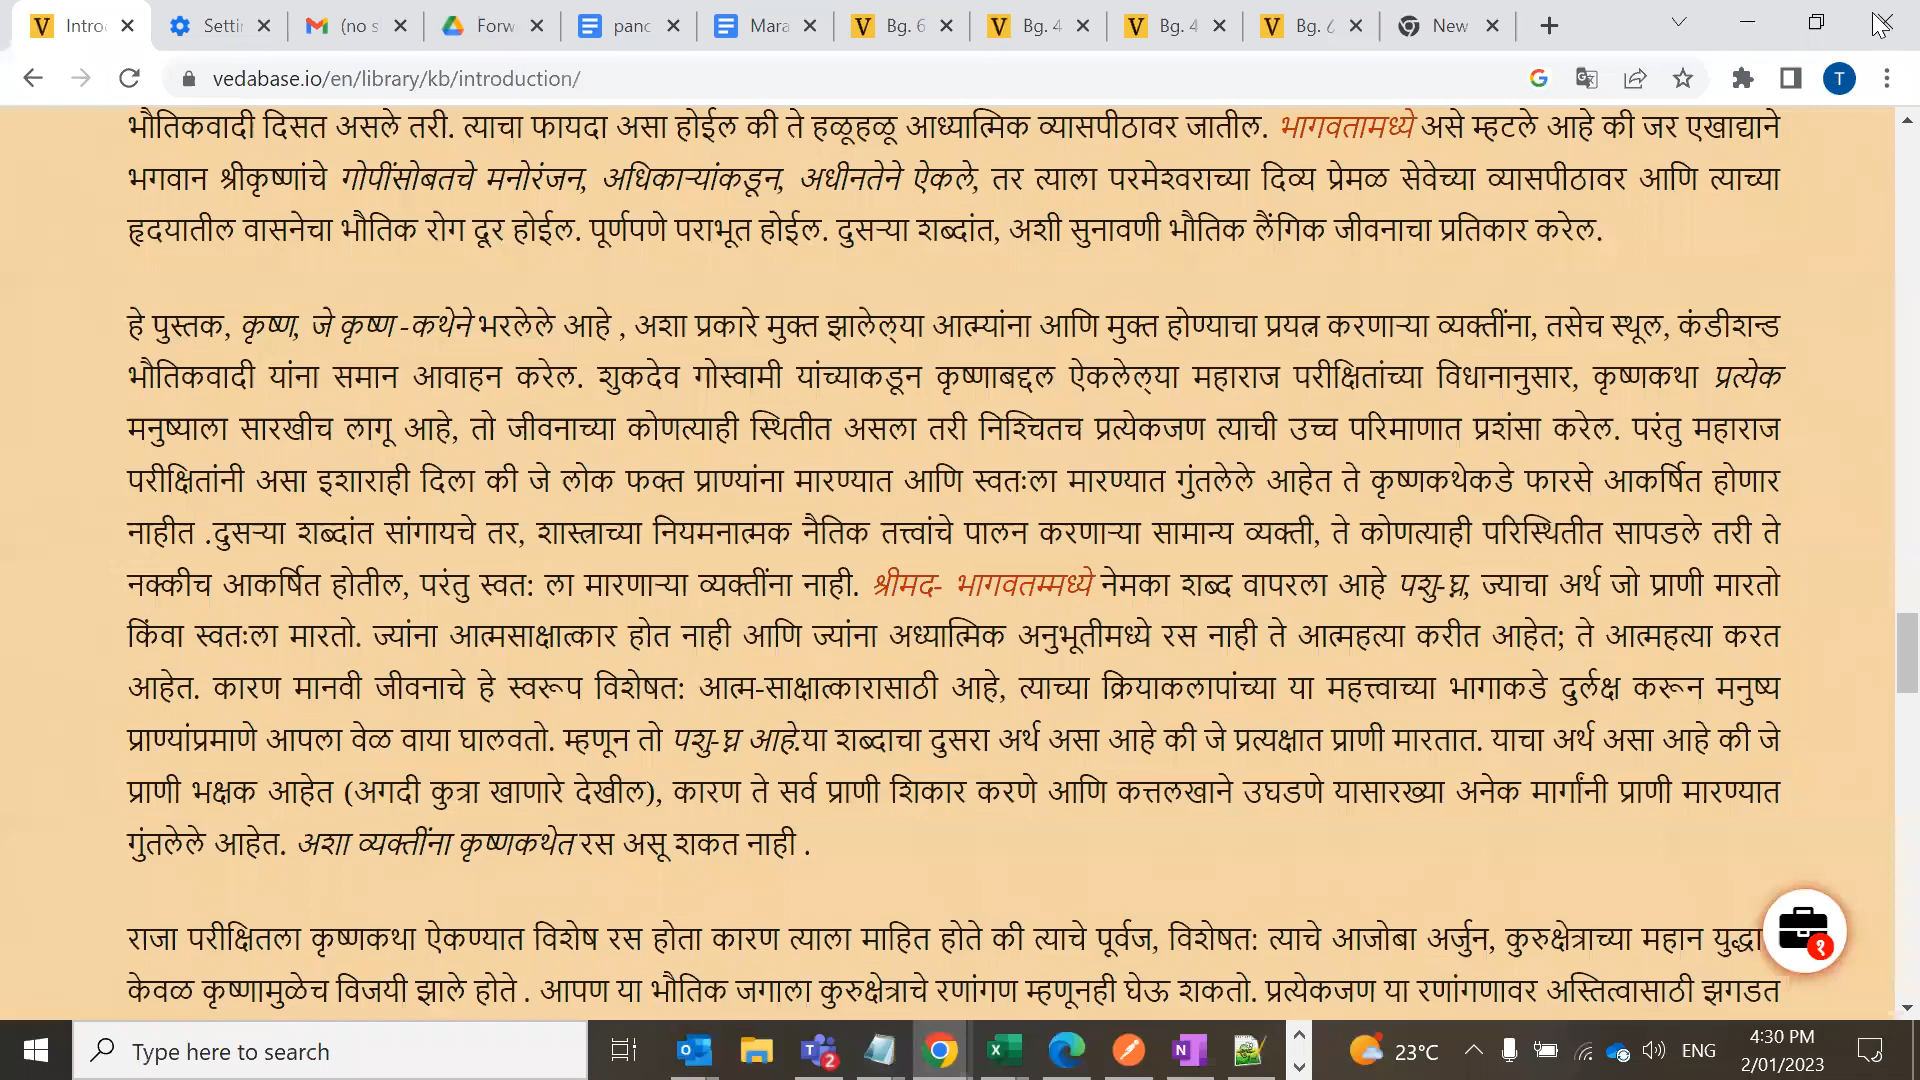 Intro
Settin
(no s
Forw
panc
Mara
Bg. 6
Bg. 4
Bg. 4
Bg. 6
New
vedabase.io/en/library/kb/introduction/
T
भौतिकवादी दिसत असले तरी. त्याचा फायदा असा होईल की ते हळूहळू आध्यात्मिक व्यासपीठावर जातील. भागवतामध्ये असे म्हटले आहे की जर एखाद्याने
भगवान श्रीकृष्णांचे गोपींसोबतचे मनोरंजन, अधिकाऱ्यांकडून, अधीनतेने ऐकले, तर त्याला परमेश्वराच्या दिव्य प्रेमळ सेवेच्या व्यासपीठावर आणि त्याच्या
हृदयातील वासनेचा भौतिक रोग दूर होईल. पूर्णपणे पराभूत होईल. दुसऱ्या शब्दांत, अशी सुनावणी भौतिक लैंगिक जीवनाचा प्रतिकार करेल.
हे पुस्तक, कृष्ण, जे कृष्ण -कथेने भरलेले आहे , अशा प्रकारे मुक्त झालेल्या आत्म्यांना आणि मुक्त होण्याचा प्रयत्न करणाऱ्या व्यक्तींना, तसेच स्थूल, कंडीशन्ड
भौतिकवादी यांना समान आवाहन करेल. शुकदेव गोस्वामी यांच्याकडून कृष्णाबद्दल ऐकलेल्या महाराज परीक्षितांच्या विधानानुसार, कृष्णकथा प्रत्येक
मनुष्याला सारखीच लागू आहे, तो जीवनाच्या कोणत्याही स्थितीत असला तरी निश्चितच प्रत्येकजण त्याची उच्च परिमाणात प्रशंसा करेल. परंतु महाराज
परीक्षितांनी असा इशाराही दिला की जे लोक फक्त प्राण्यांना मारण्यात आणि स्वतःला मारण्यात गुंतलेले आहेत ते कृष्णकथेकडे फारसे आकर्षित होणार
नाहीत .दुसऱ्या शब्दांत सांगायचे तर, शास्त्राच्या नियमनात्मक नैतिक तत्त्वांचे पालन करणाऱ्या सामान्य व्यक्ती, ते कोणत्याही परिस्थितीत सापडले तरी ते
नक्कीच आकर्षित होतील, परंतु स्वत: ला मारणाऱ्या व्यक्तींना नाही. श्रीमद- भागवतम्मध्ये नेमका शब्द वापरला आहे पशु-घ्न, ज्याचा अर्थ जो प्राणी मारतो
किंवा स्वतःला मारतो. ज्यांना आत्मसाक्षात्कार होत नाही आणि ज्यांना अध्यात्मिक अनुभूतीमध्ये रस नाही ते आत्महत्या करीत आहेत; ते आत्महत्या करत
आहेत. कारण मानवी जीवनाचे हे स्वरूप विशेषत: आत्म-साक्षात्कारासाठी आहे, त्याच्या क्रियाकलापांच्या या महत्त्वाच्या भागाकडे दुर्लक्ष करून मनुष्य
प्राण्यांप्रमाणे आपला वेळ वाया घालवतो. म्हणून तो पशु-घ्न आहे.या शब्दाचा दुसरा अर्थ असा आहे की जे प्रत्यक्षात प्राणी मारतात. याचा अर्थ असा आहे की जे
प्राणी भक्षक आहेत (अगदी कुत्रा खाणारे देखील), कारण ते सर्व प्राणी शिकार करणे आणि कत्तलखाने उघडणे यासारख्या अनेक मार्गांनी प्राणी मारण्यात
गुंतलेले आहेत. अशा व्यक्तींना कृष्णकथेत रस असू शकत नाही .
राजा परीक्षितला कृष्णकथा ऐकण्यात विशेष रस होता कारण त्याला माहित होते की त्याचे पूर्वज, विशेषत: त्याचे आजोबा अर्जुन, कुरुक्षेत्राच्या महान
१
केवळ कृष्णामुळेच विजयी झाले होते . आपण या भौतिक जगाला कुरुक्षेत्राचे रणांगण म्हणूनही घेऊ शकतो. प्रत्येकजण या रणांगणावर अस्तित्वासाठी झगडत
Type here to search
2
23°C
ENG
4:30 PM
2/01/2023